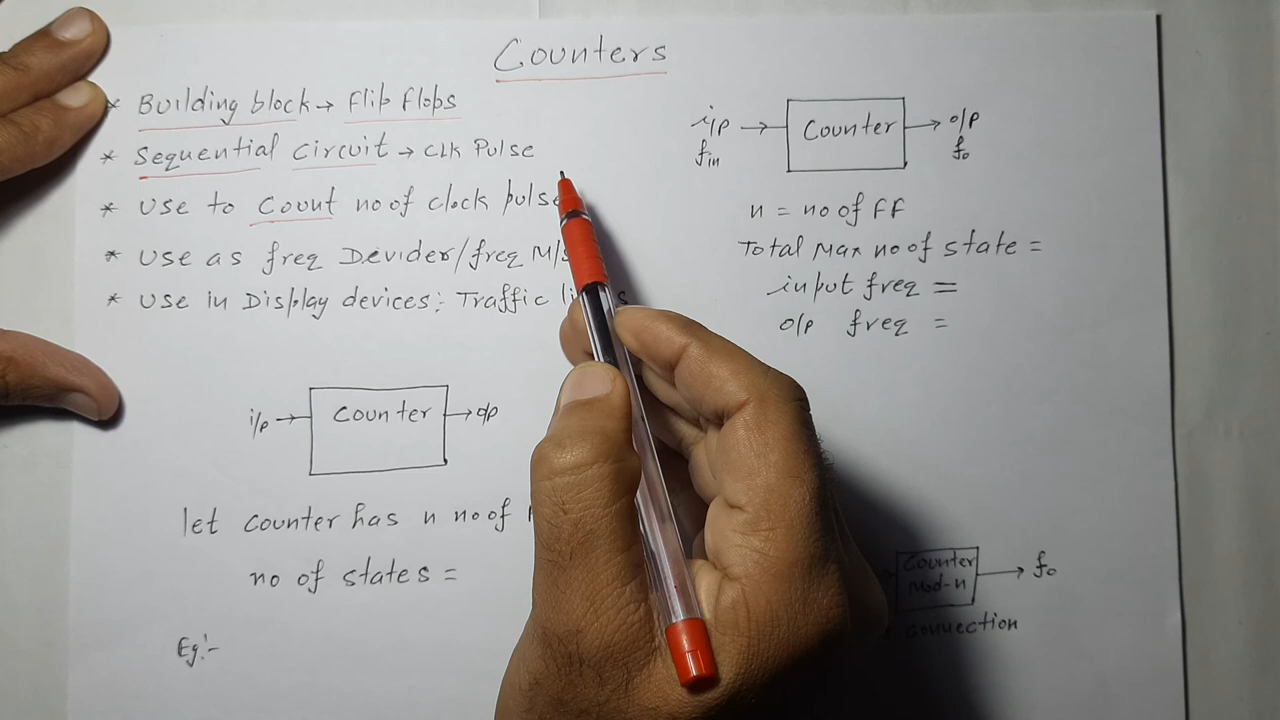 Counters
* Building block → Flip flops
* Sequential Circuit → CLK Pulse
* Use to Count no of clock pulse
* Use as freq Devider/freq M/s
* Use in Display devices: Traffic
i/p → Counter → o/p
let counter has n no of
no of states =
Eg:-
i/p → Counter → o/p
fin fo
n = no of FF
Total Max no of state =
input freq =
o/p freq =
Counter → fo
Mod-n
connection